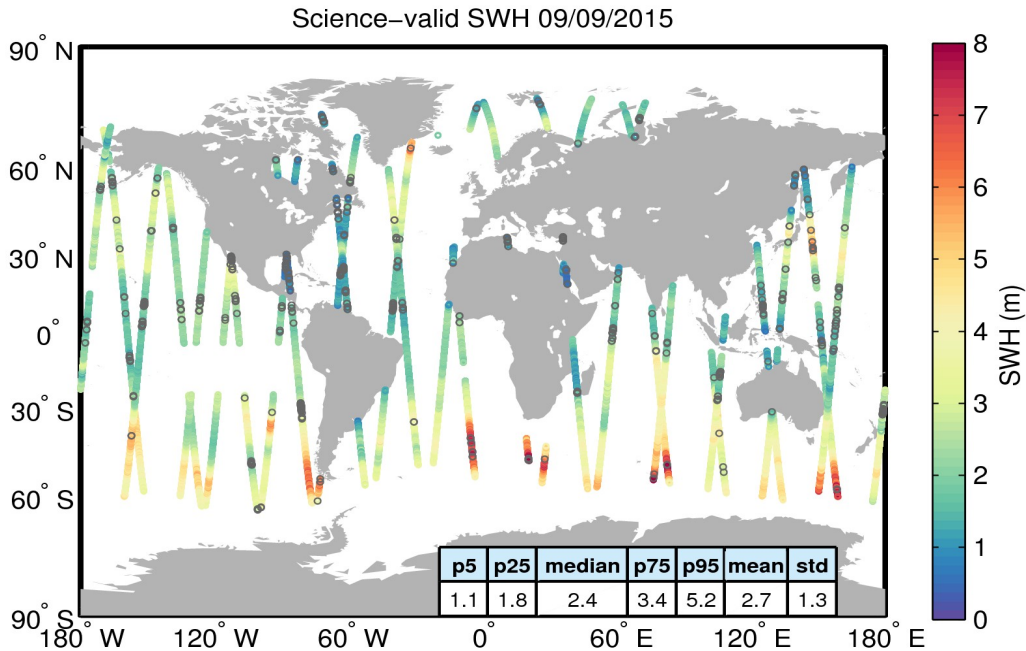 Science−valid SWH 09/09/2015
90° N
60° N
30° N
0°
30° S
60° S
90° S
180° W
120° W
60° W
0°
60° E
120° E
180° E
p5 p25 median p75 p95 mean std
1.1 1.8 2.4 3.4 5.2 2.7 1.3
8
7
6
5
4
3
2
1
0
SWH (m)